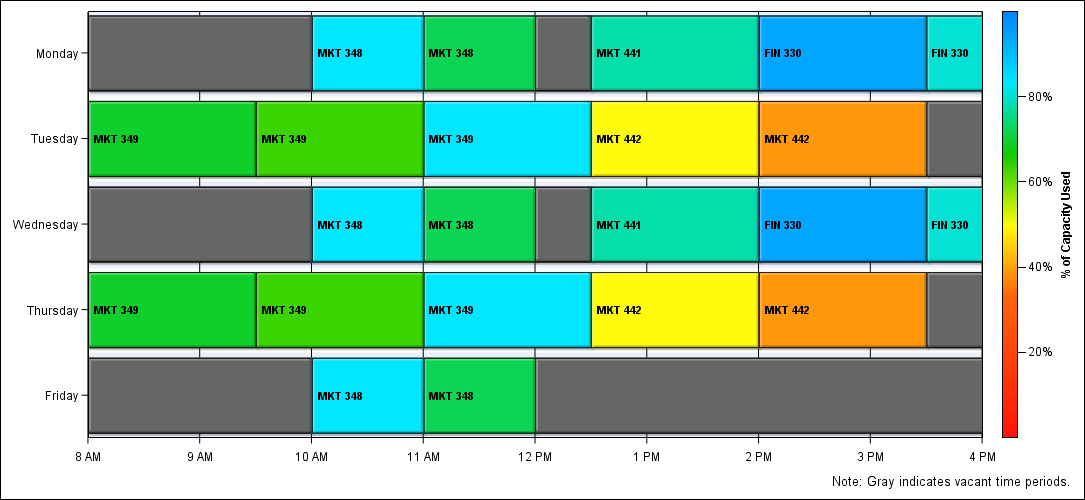 Monday
MKT 348
MKT 348
MKT 441
FIN 330
FIN 330
Tuesday
MKT 349
MKT 349
MKT 349
MKT 442
MKT 442
Wednesday
MKT 348
MKT 348
MKT 441
FIN 330
FIN 330
Thursday
MKT 349
MKT 349
MKT 349
MKT 442
MKT 442
Friday
MKT 348
MKT 348
8 AM
9 AM
10 AM
11 AM
12 PM
1 PM
2 PM
3 PM
4 PM
80%
60%
40%
20%
% of Capacity Used
Note: Gray indicates vacant time periods.